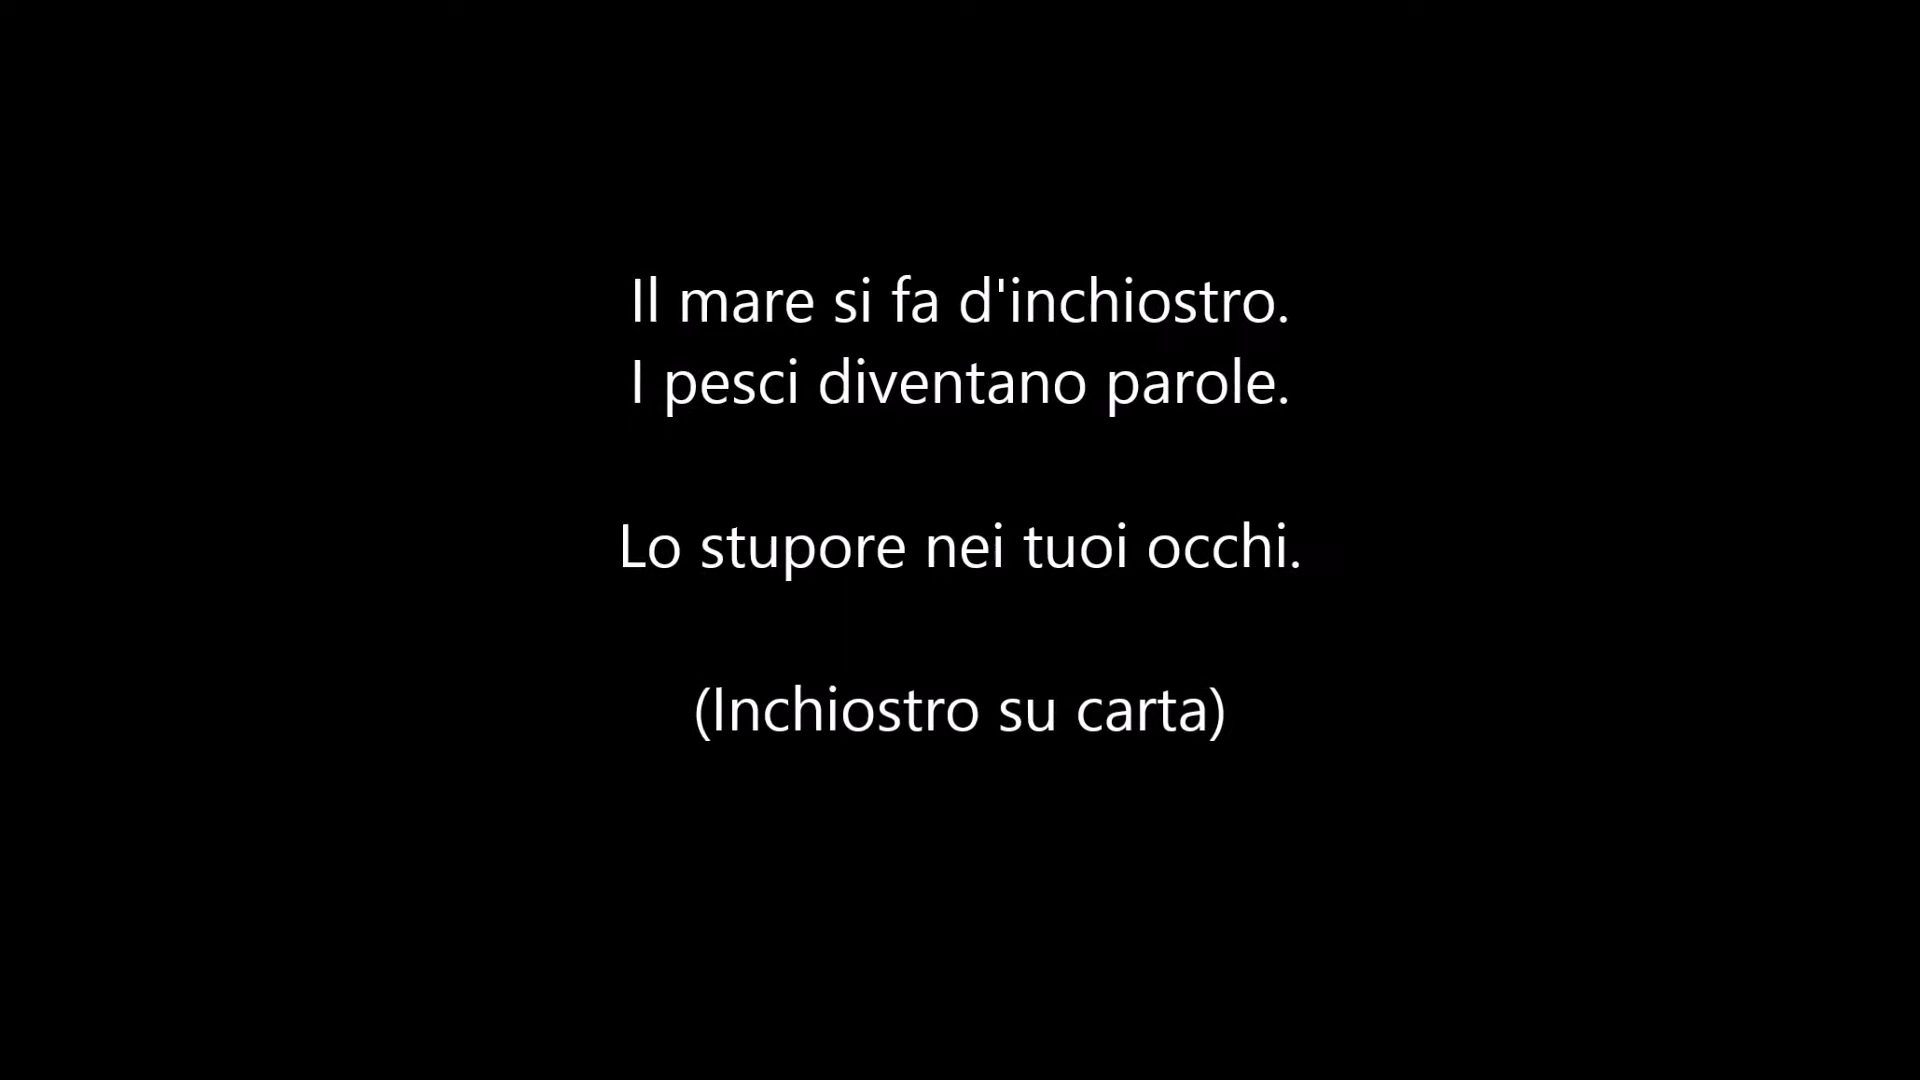 Il mare si fa d'inchiostro.
I pesci diventano parole.
Lo stupore nei tuoi occhi.
(Inchiostro su carta)